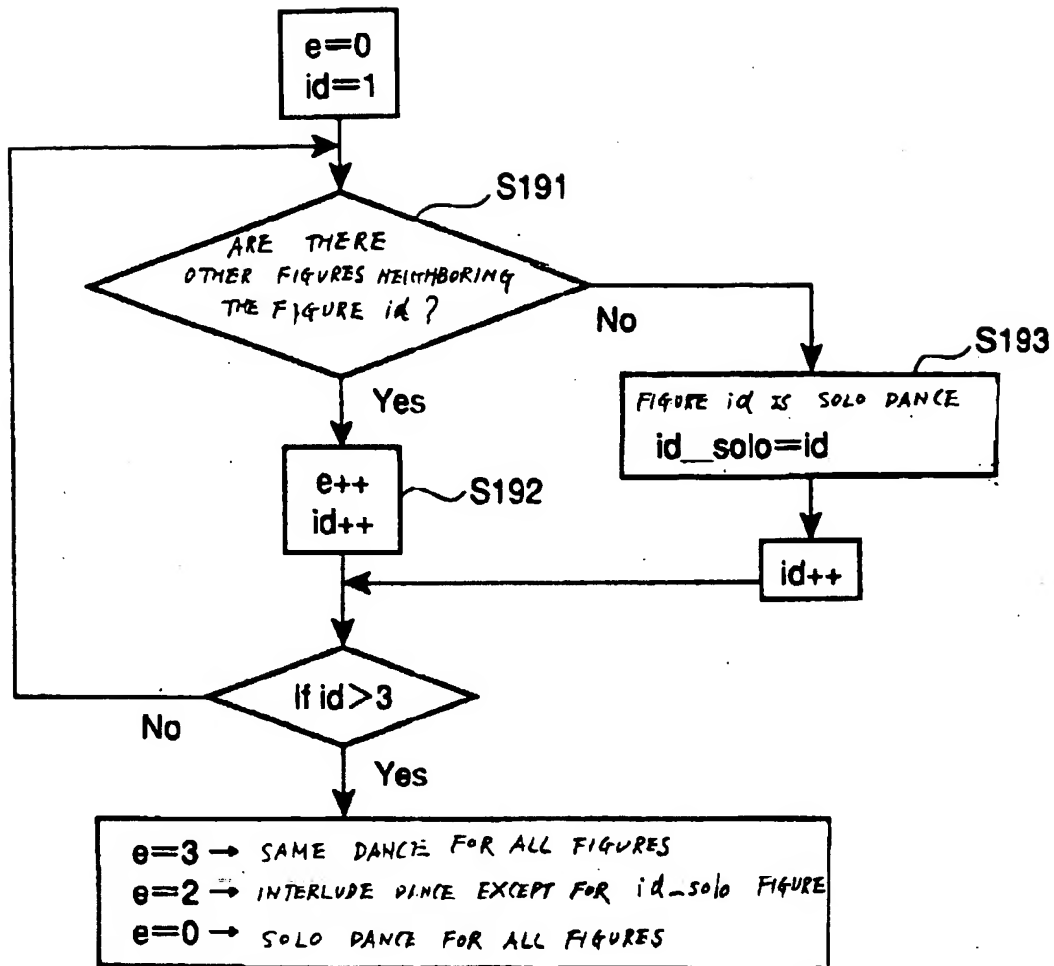 e=0
id=1
S191
ARE THERE
OTHER FIGURES NEIGHBORING
THE FIGURE id ?
No
S193
FIGURE id IS SOLO DANCE
id_solo=id
Yes
e++
id++
S192
id++
If id>3
No
Yes
e=3 → SAME DANCE FOR ALL FIGURES
e=2 → INTERLUDE DANCE EXCEPT FOR id_solo FIGURE
e=0 → SOLO DANCE FOR ALL FIGURES